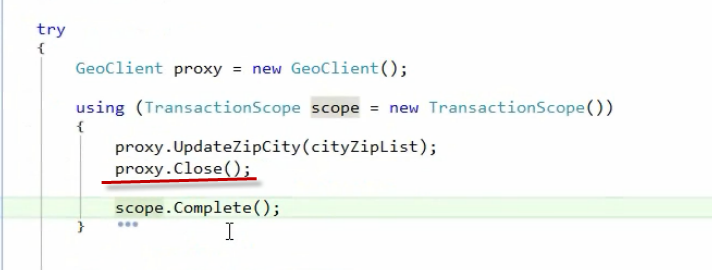 try
{
GeoClient proxy = new GeoClient();
using (TransactionScope scope = new TransactionScope())
{
proxy.UpdateZipCity(cityZipList);
proxy.Close();
scope.Complete();
}